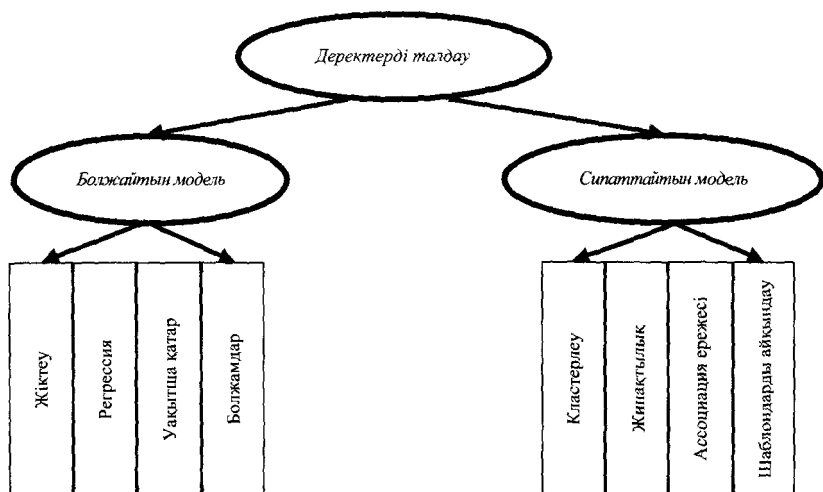 Деректерді талдау
Болжайтын модель
Сипаттайтын модель
Жіктеу
Регрессия
Уақытша қатар
Болжамдар
Кластерлеу
Жинақтылық
Ассоциация ережесі
Шаблондарды айқындау